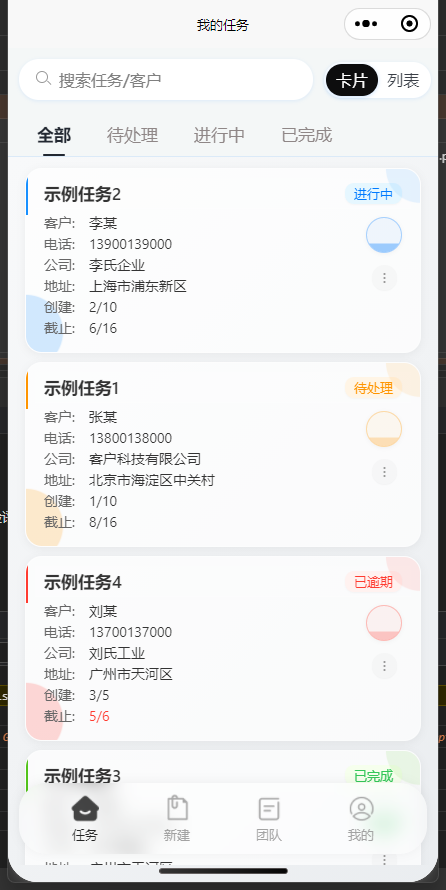 我的任务
搜索任务/客户
卡片 列表
全部 待处理 进行中 已完成
示例任务2 进行中
客户: 李某
电话: 13900139000
公司: 李氏企业
地址: 上海市浦东新区
创建: 2/10
截止: 6/16
示例任务1 待处理
客户: 张某
电话: 13800138000
公司: 客户科技有限公司
地址: 北京市海淀区中关村
创建: 1/10
截止: 8/16
示例任务4 已逾期
客户: 刘某
电话: 13700137000
公司: 刘氏工业
地址: 广州市天河区
创建: 3/5
截止: 5/6
示例任务3 已完成
任务 新建 团队 我的